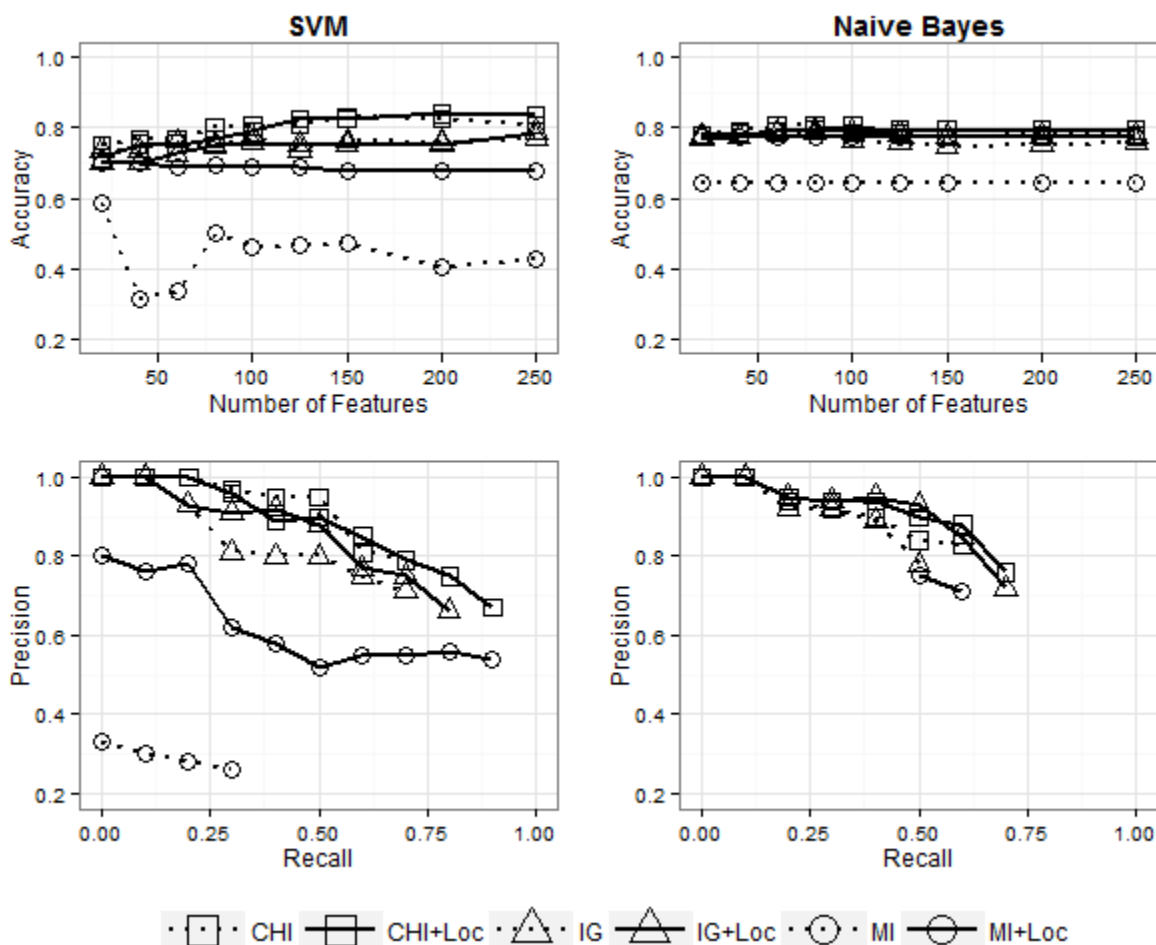 SVM
Naive Bayes
Accuracy
1.0
0.8
0.6
0.4
0.2
50 100 150 200 250
Number of Features
Accuracy
1.0
0.8
0.6
0.4
0.2
50 100 150 200 250
Number of Features
Precision
1.0
0.8
0.6
0.4
0.2
0.00 0.25 0.50 0.75 1.00
Recall
Precision
1.0
0.8
0.6
0.4
0.2
0.00 0.25 0.50 0.75 1.00
Recall
CHI CHI+Loc IG IG+Loc MI MI+Loc